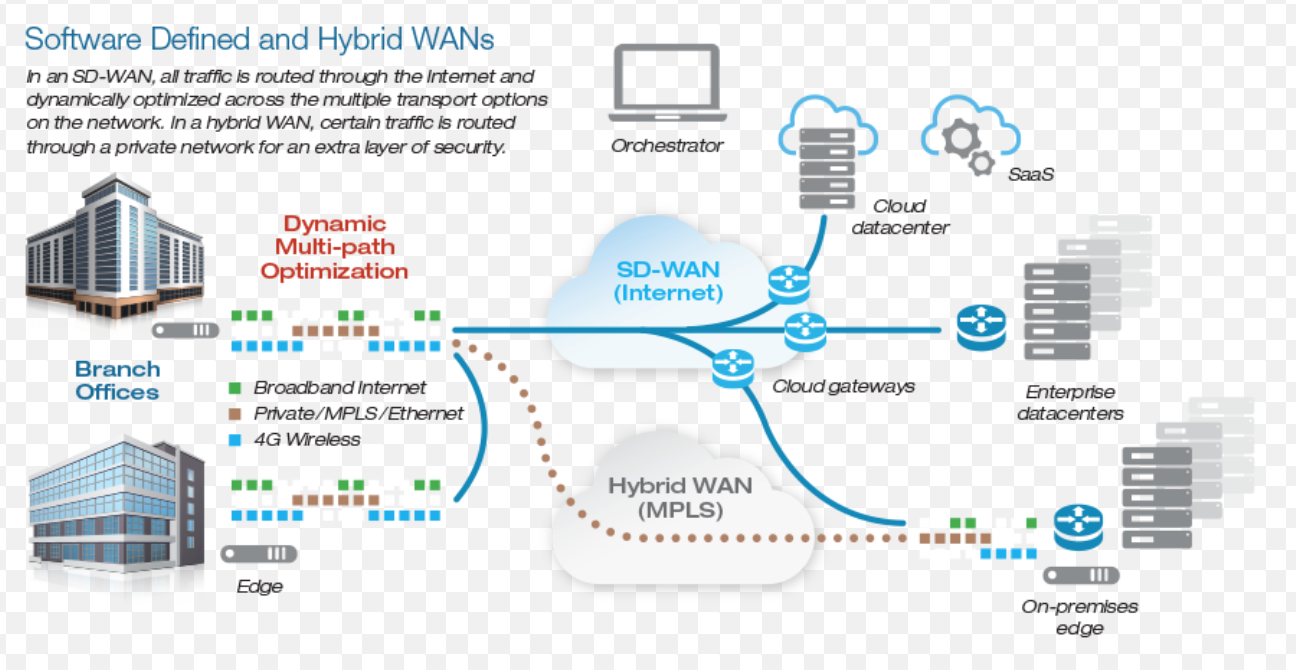 Software Defined and Hybrid WANs
In an SD-WAN, all traffic is routed through the Internet and
dynamically optimized across the multiple transport options
on the network. In a hybrid WAN, certain traffic is routed
through a private network for an extra layer of security.
Orchestrator
SaaS
Cloud
datacenter
Dynamic
Multi-path
Optimization
SD-WAN
(Internet)
Branch
Offices
Broadband Internet
Private/MPLS/Ethernet
4G Wireless
Cloud gateways
Enterprise
datacenters
Hybrid WAN
(MPLS)
Edge
On-premises
edge